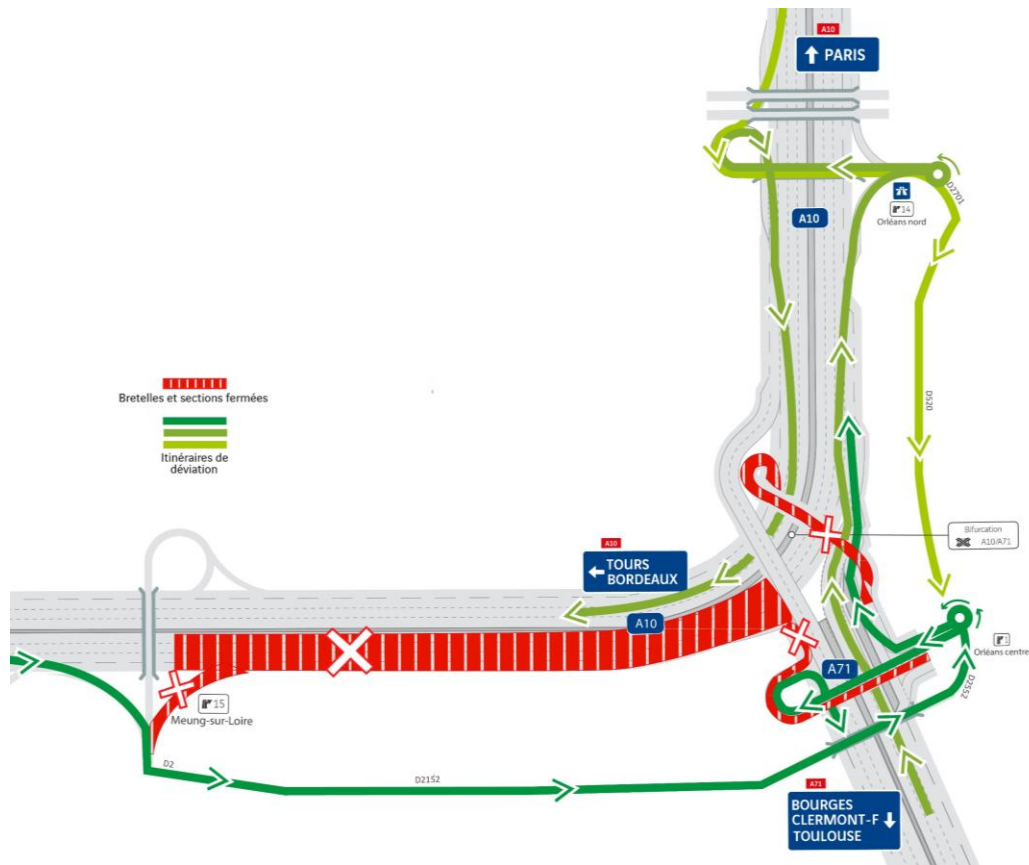 A10
PARIS
D2701
14
Orléans nord
A10
Bretelles et sections fermées
D520
Itinéraires de
déviation
Bifurcation
A10/A71
A10
TOURS
BORDEAUX
A10
1
Orléans centre
A71
D2552
15
Meung-sur-Loire
D2
D2152
A71
BOURGES
CLERMONT-F
TOULOUSE